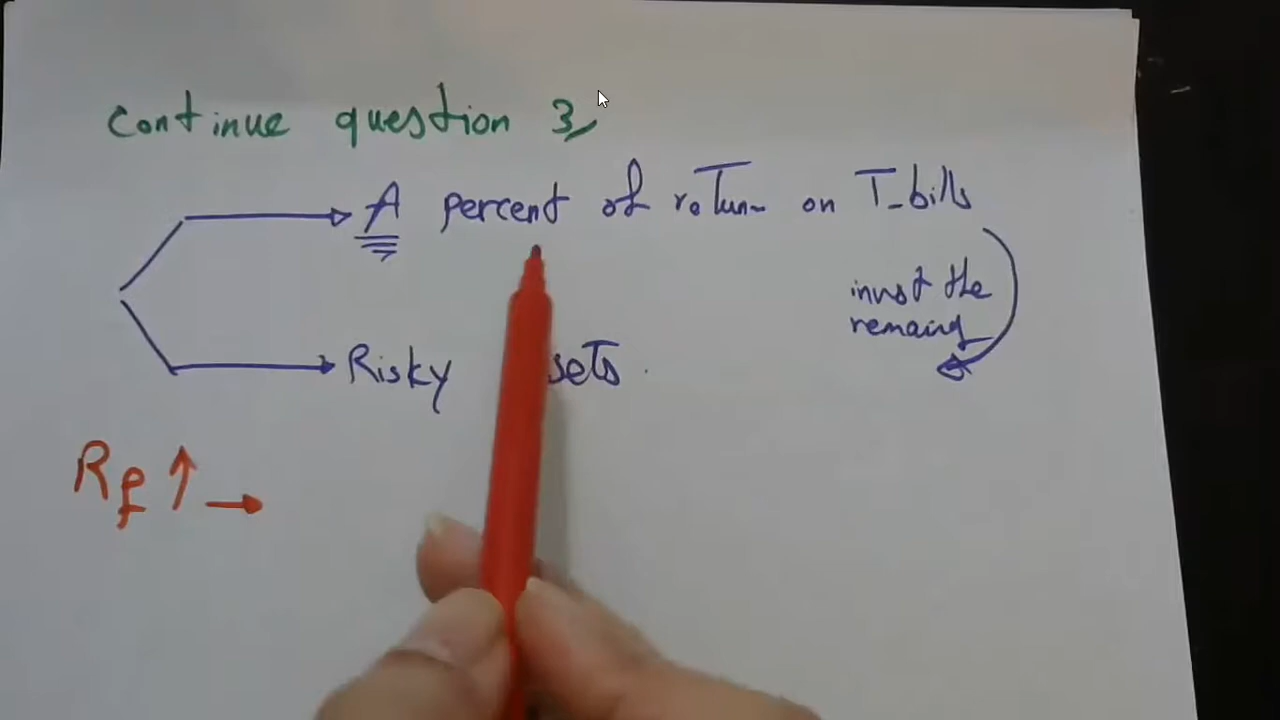 Continue question 3
A percent of return on T-bills
invest the
remaing
Risky sets
Rf ↑ →